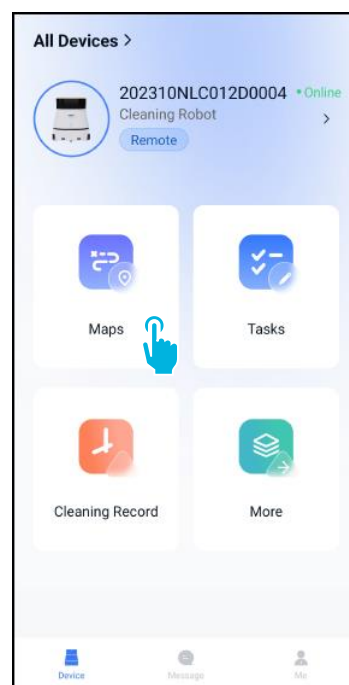 All Devices >
202310NLC012D0004 • Online
Cleaning Robot >
Remote
Maps
Tasks
Cleaning Record
More
Device
Message
Me